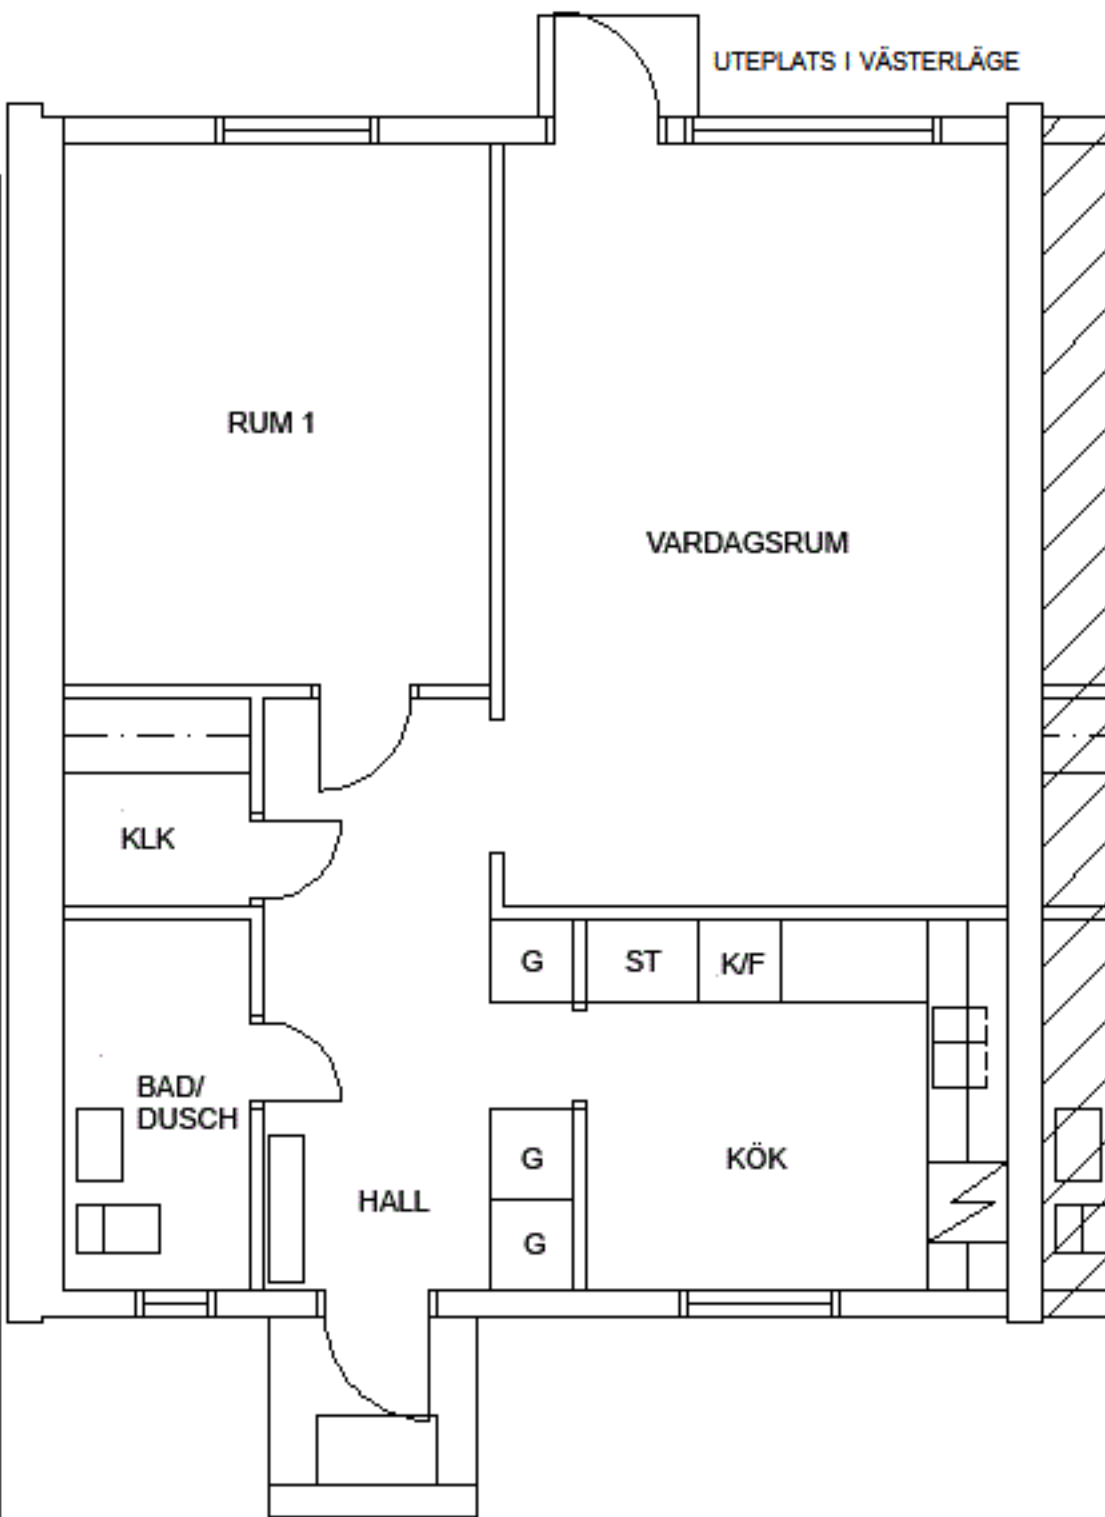 UTEPLATS I VÄSTERLÄGE
RUM 1
VARDAGSRUM
KLK
G
ST
K/F
BAD/
DUSCH
G
KÖK
HALL
G